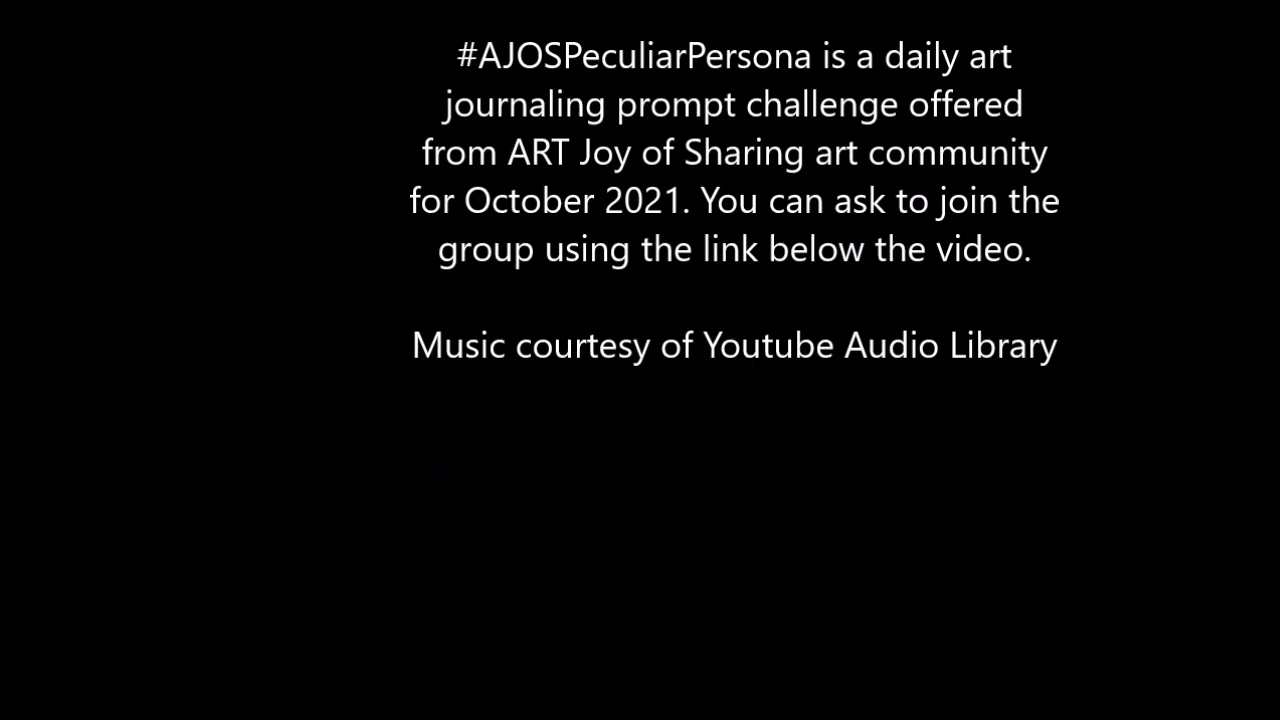 #AJOSPeculiarPersona is a daily art
journaling prompt challenge offered
from ART Joy of Sharing art community
for October 2021. You can ask to join the
group using the link below the video.
Music courtesy of Youtube Audio Library